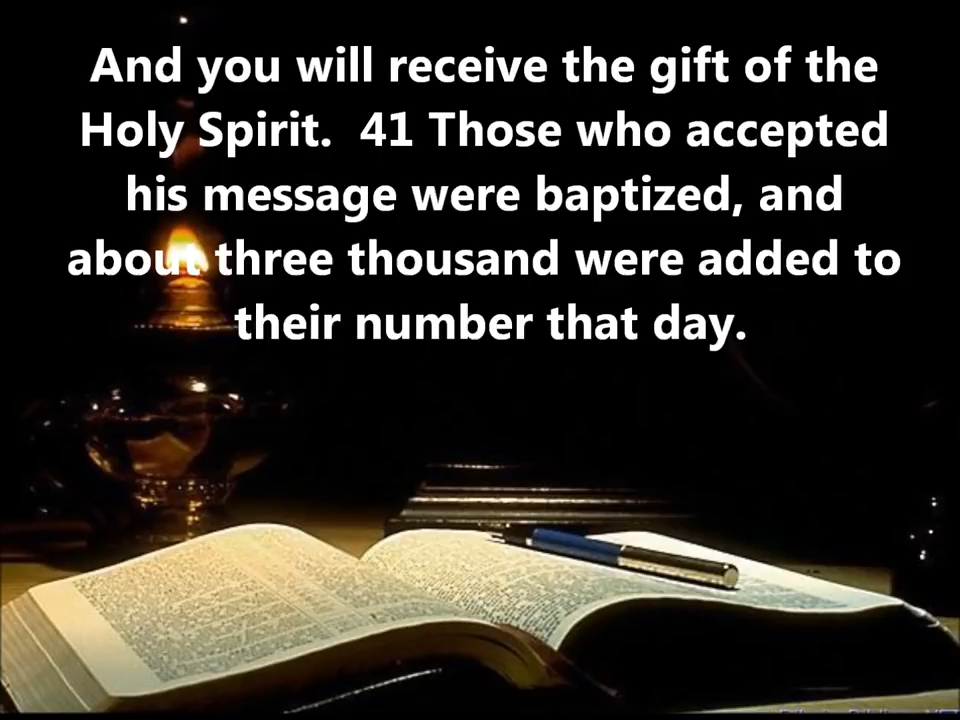 And you will receive the gift of the
Holy Spirit.  41 Those who accepted
his message were baptized, and
about three thousand were added to
their number that day.